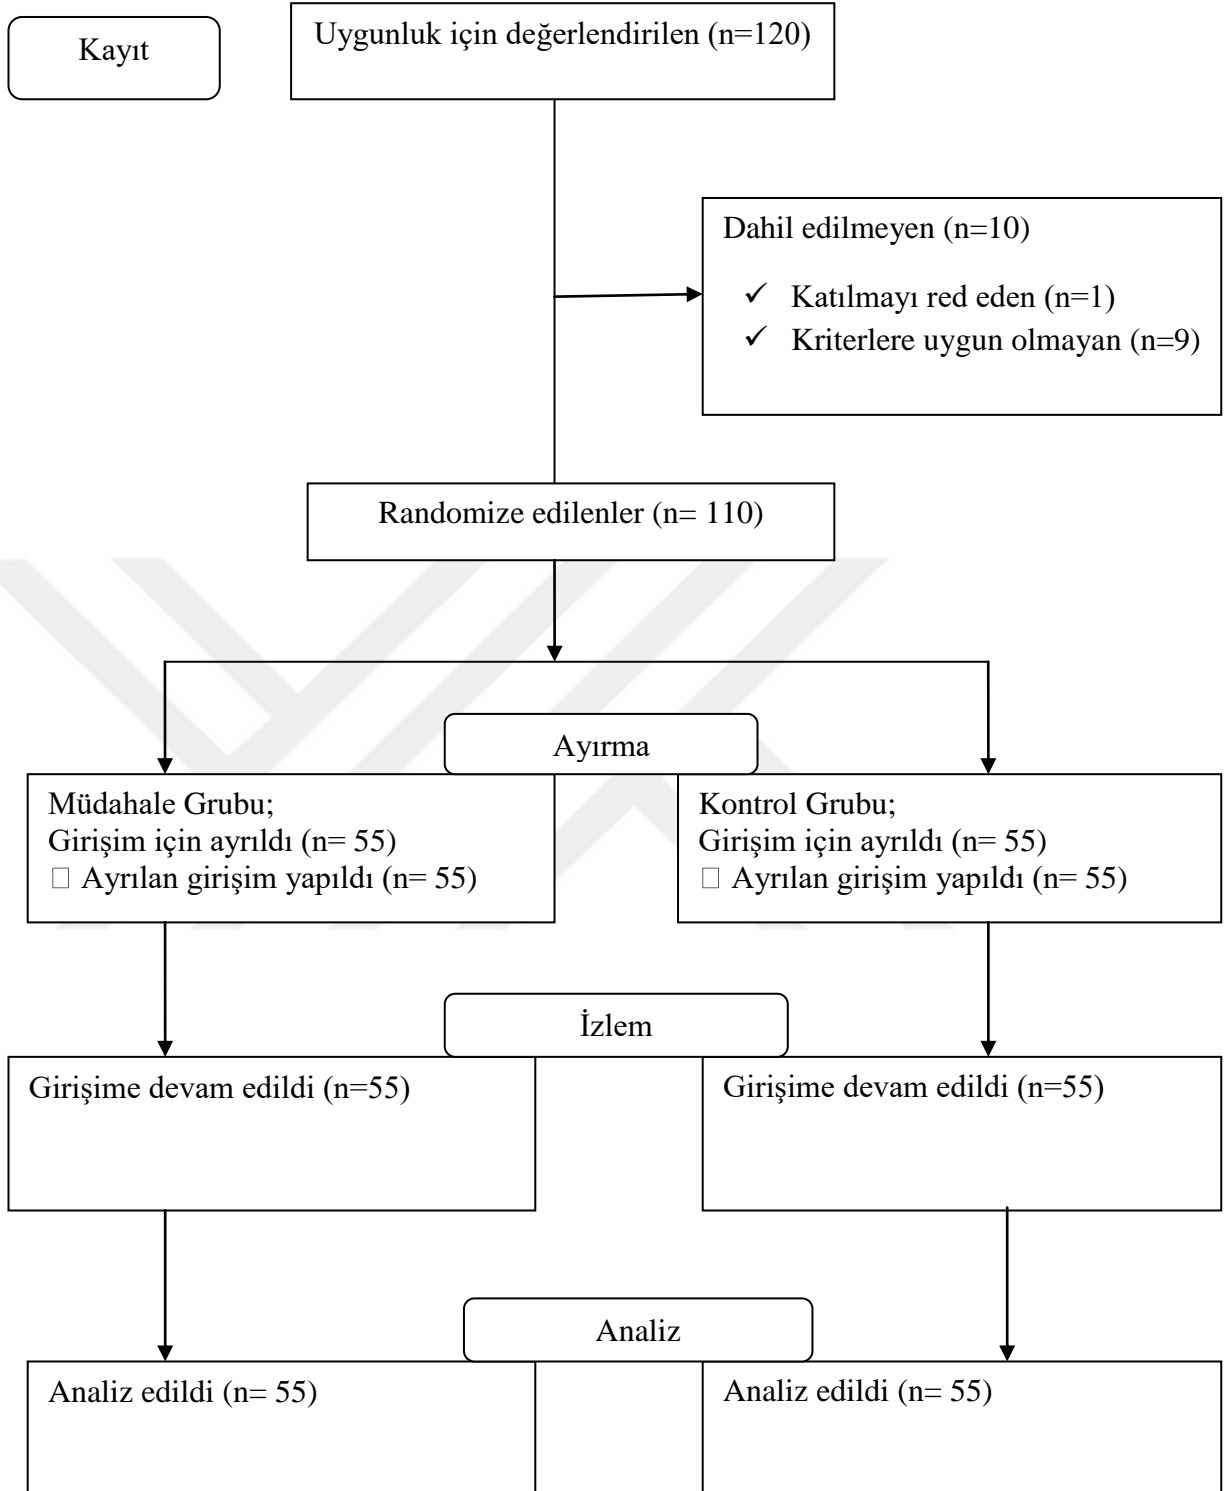 Kayıt
Uygunluk için değerlendirilen (n=120)
Dahil edilmeyen (n=10)
✓ Katılmayı red eden (n=1)
✓ Kriterlere uygun olmayan (n=9)
Randomize edilenler (n= 110)
Ayırma
Müdahale Grubu;
Girişim için ayrıldı (n= 55)
□ Ayrılan girişim yapıldı (n= 55)
Kontrol Grubu;
Girişim için ayrıldı (n= 55)
□ Ayrılan girişim yapıldı (n= 55)
İzlem
Girişime devam edildi (n=55)
Girişime devam edildi (n=55)
Analiz
Analiz edildi (n= 55)
Analiz edildi (n= 55)